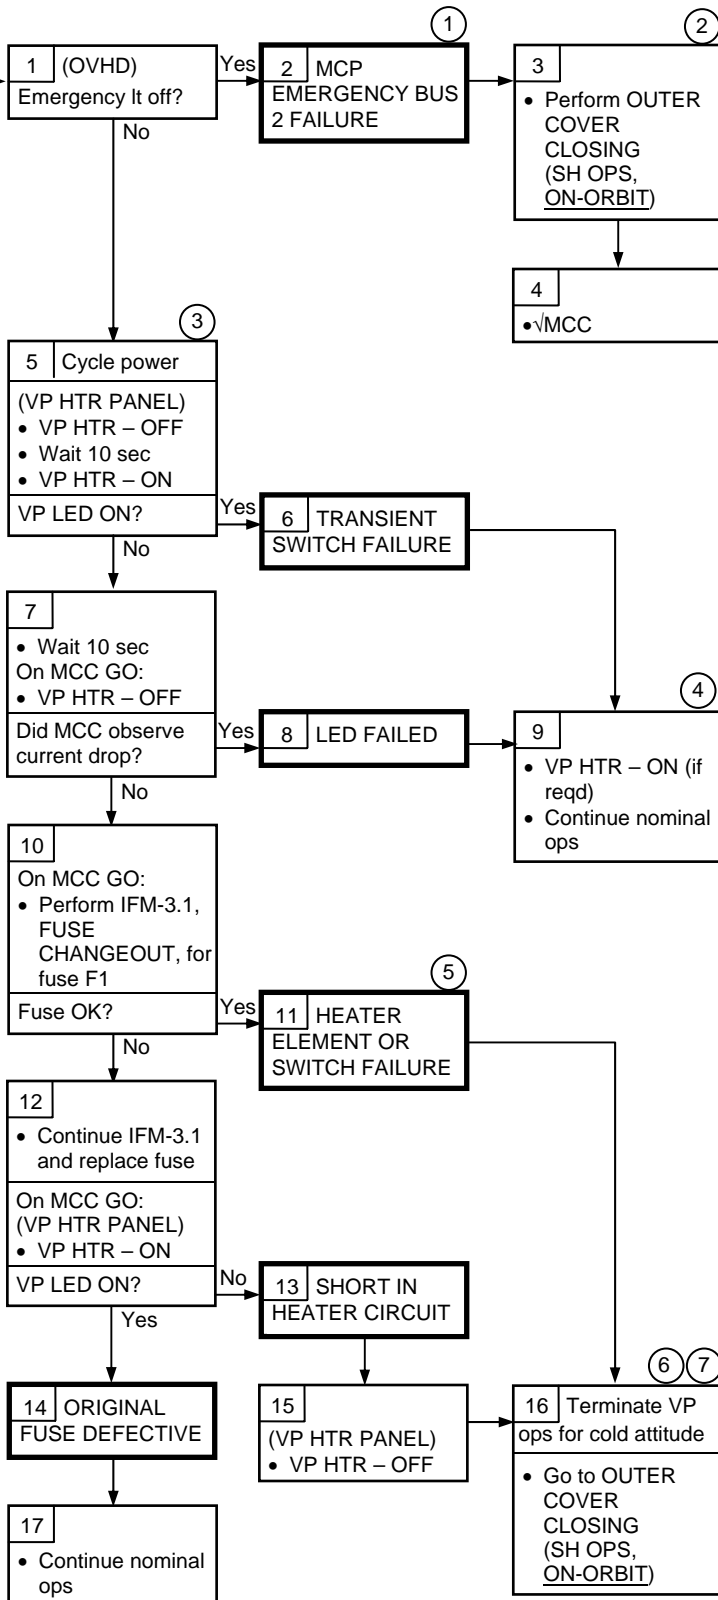 1
1 (OVHD)
Emergency lt off?
Yes
No
2 MCP
EMERGENCY BUS
2 FAILURE
2
3
• Perform OUTER
COVER
CLOSING
(SH OPS,
ON-ORBIT)
4
•√MCC
3
5 Cycle power
(VP HTR PANEL)
• VP HTR – OFF
• Wait 10 sec
• VP HTR – ON
VP LED ON?
Yes
No
6 TRANSIENT
SWITCH FAILURE
7
• Wait 10 sec
On MCC GO:
• VP HTR – OFF
Did MCC observe
current drop?
Yes
No
8 LED FAILED
4
9
• VP HTR – ON (if
reqd)
• Continue nominal
ops
10
On MCC GO:
• Perform IFM-3.1,
FUSE
CHANGEOUT, for
fuse F1
Fuse OK?
Yes
No
5
11 HEATER
ELEMENT OR
SWITCH FAILURE
12
• Continue IFM-3.1
and replace fuse
On MCC GO:
(VP HTR PANEL)
• VP HTR – ON
VP LED ON?
No
Yes
13 SHORT IN
HEATER CIRCUIT
14 ORIGINAL
FUSE DEFECTIVE
15
(VP HTR PANEL)
• VP HTR – OFF
6 7
16 Terminate VP
ops for cold attitude
• Go to OUTER
COVER
CLOSING
(SH OPS,
ON-ORBIT)
17
• Continue nominal
ops